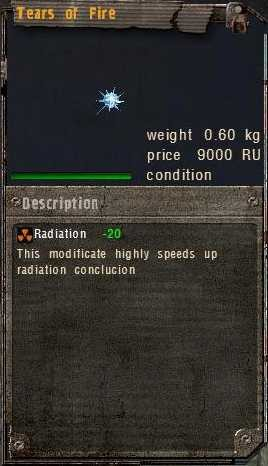 Tears of Fire
weight 0.60 kg
price 9000 RU
condition
Description
Radiation -20
This modificate highly speeds up
radiation conclucion